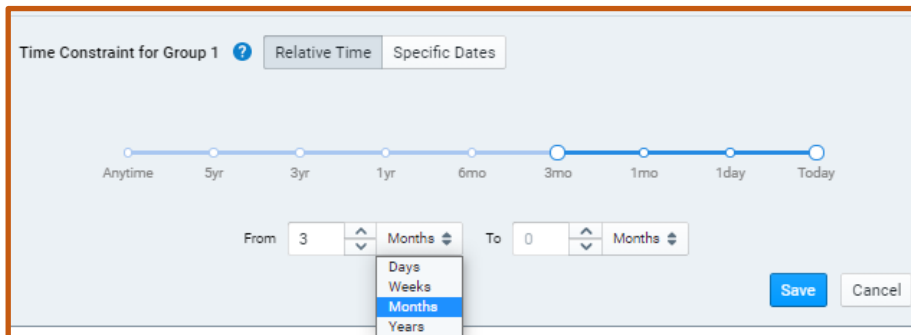 Time Constraint for Group 1 ? Relative Time Specific Dates
Anytime 5yr 3yr 1yr 6mo 3mo 1mo 1day Today
From 3 Months To 0 Months
Days
Weeks
Months
Years
Save Cancel